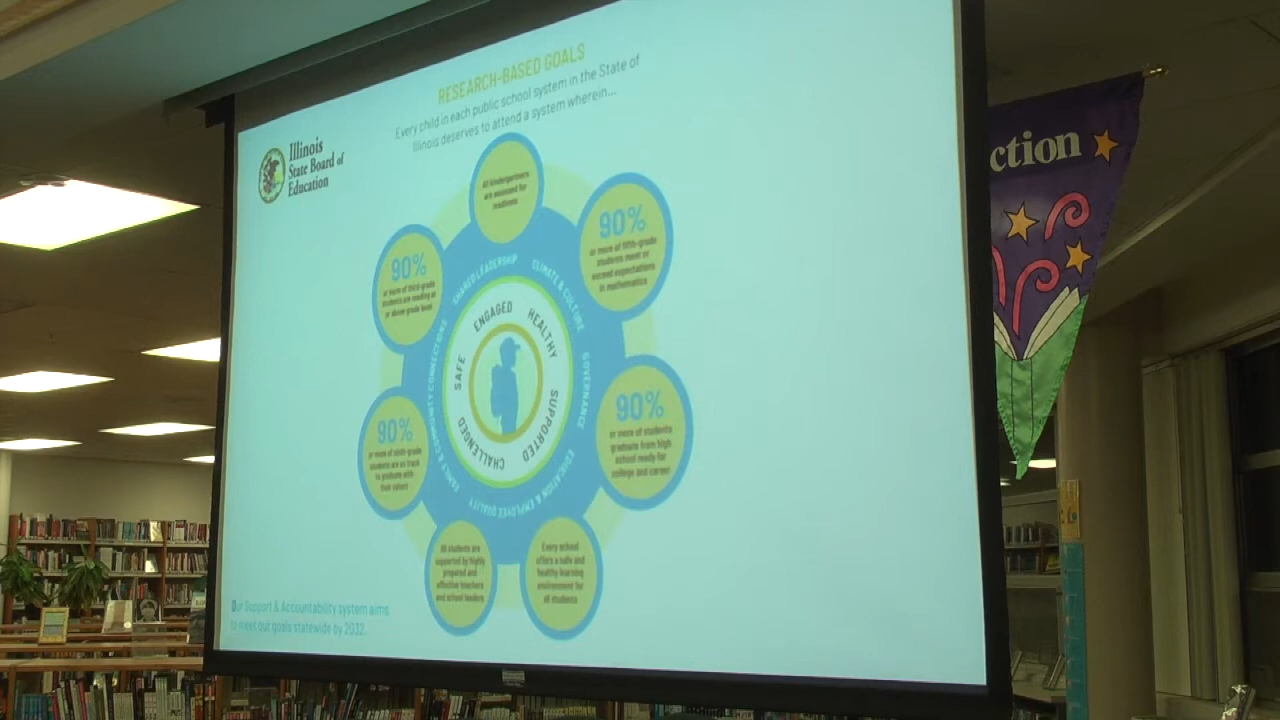 RESEARCH-BASED GOALS
Every child in each public school system in the State of
Illinois deserves to attend a system wherein...
Illinois
State Board of
Education
All kindergartners
are assessed for
readiness
90%
or more of fifth-grade
students meet or
exceed expectations
in mathematics
90%
or more of third-grade
students are reading at
or above grade level
90%
or more of students
graduate from high
school ready for
college and career
90%
or more of ninth-grade
students are on track
to graduate with
their cohort
All students are
supported by highly
prepared and
effective teachers
and school leaders
Every school
offers a safe and
healthy learning
environment for
all students
SHARED LEADERSHIP
CLIMATE & CULTURE
GOVERNANCE
EDUCATION & EMPLOYEE QUALITY
FAMILY & COMMUNITY CONNECTIONS
ENGAGED
HEALTHY
SUPPORTED
CHALLENGED
SAFE
Our Support & Accountability system aims
to meet our goals statewide by 2032.
ction